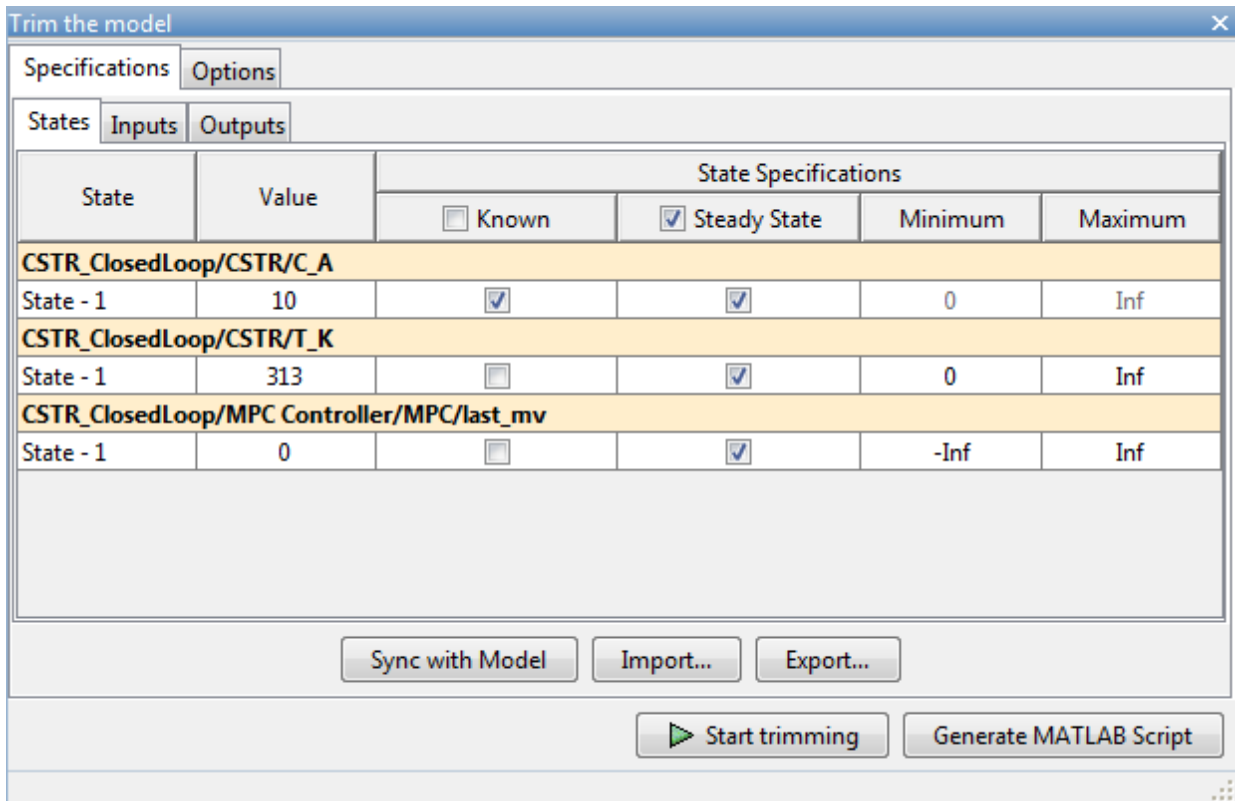 Trim the model
Specifications Options
States Inputs Outputs
State Value State Specifications
Known Steady State Minimum Maximum
CSTR_ClosedLoop/CSTR/C_A
State - 1 10 0 Inf
CSTR_ClosedLoop/CSTR/T_K
State - 1 313 0 Inf
CSTR_ClosedLoop/MPC Controller/MPC/last_mv
State - 1 0 -Inf Inf
Sync with Model Import... Export...
Start trimming Generate MATLAB Script